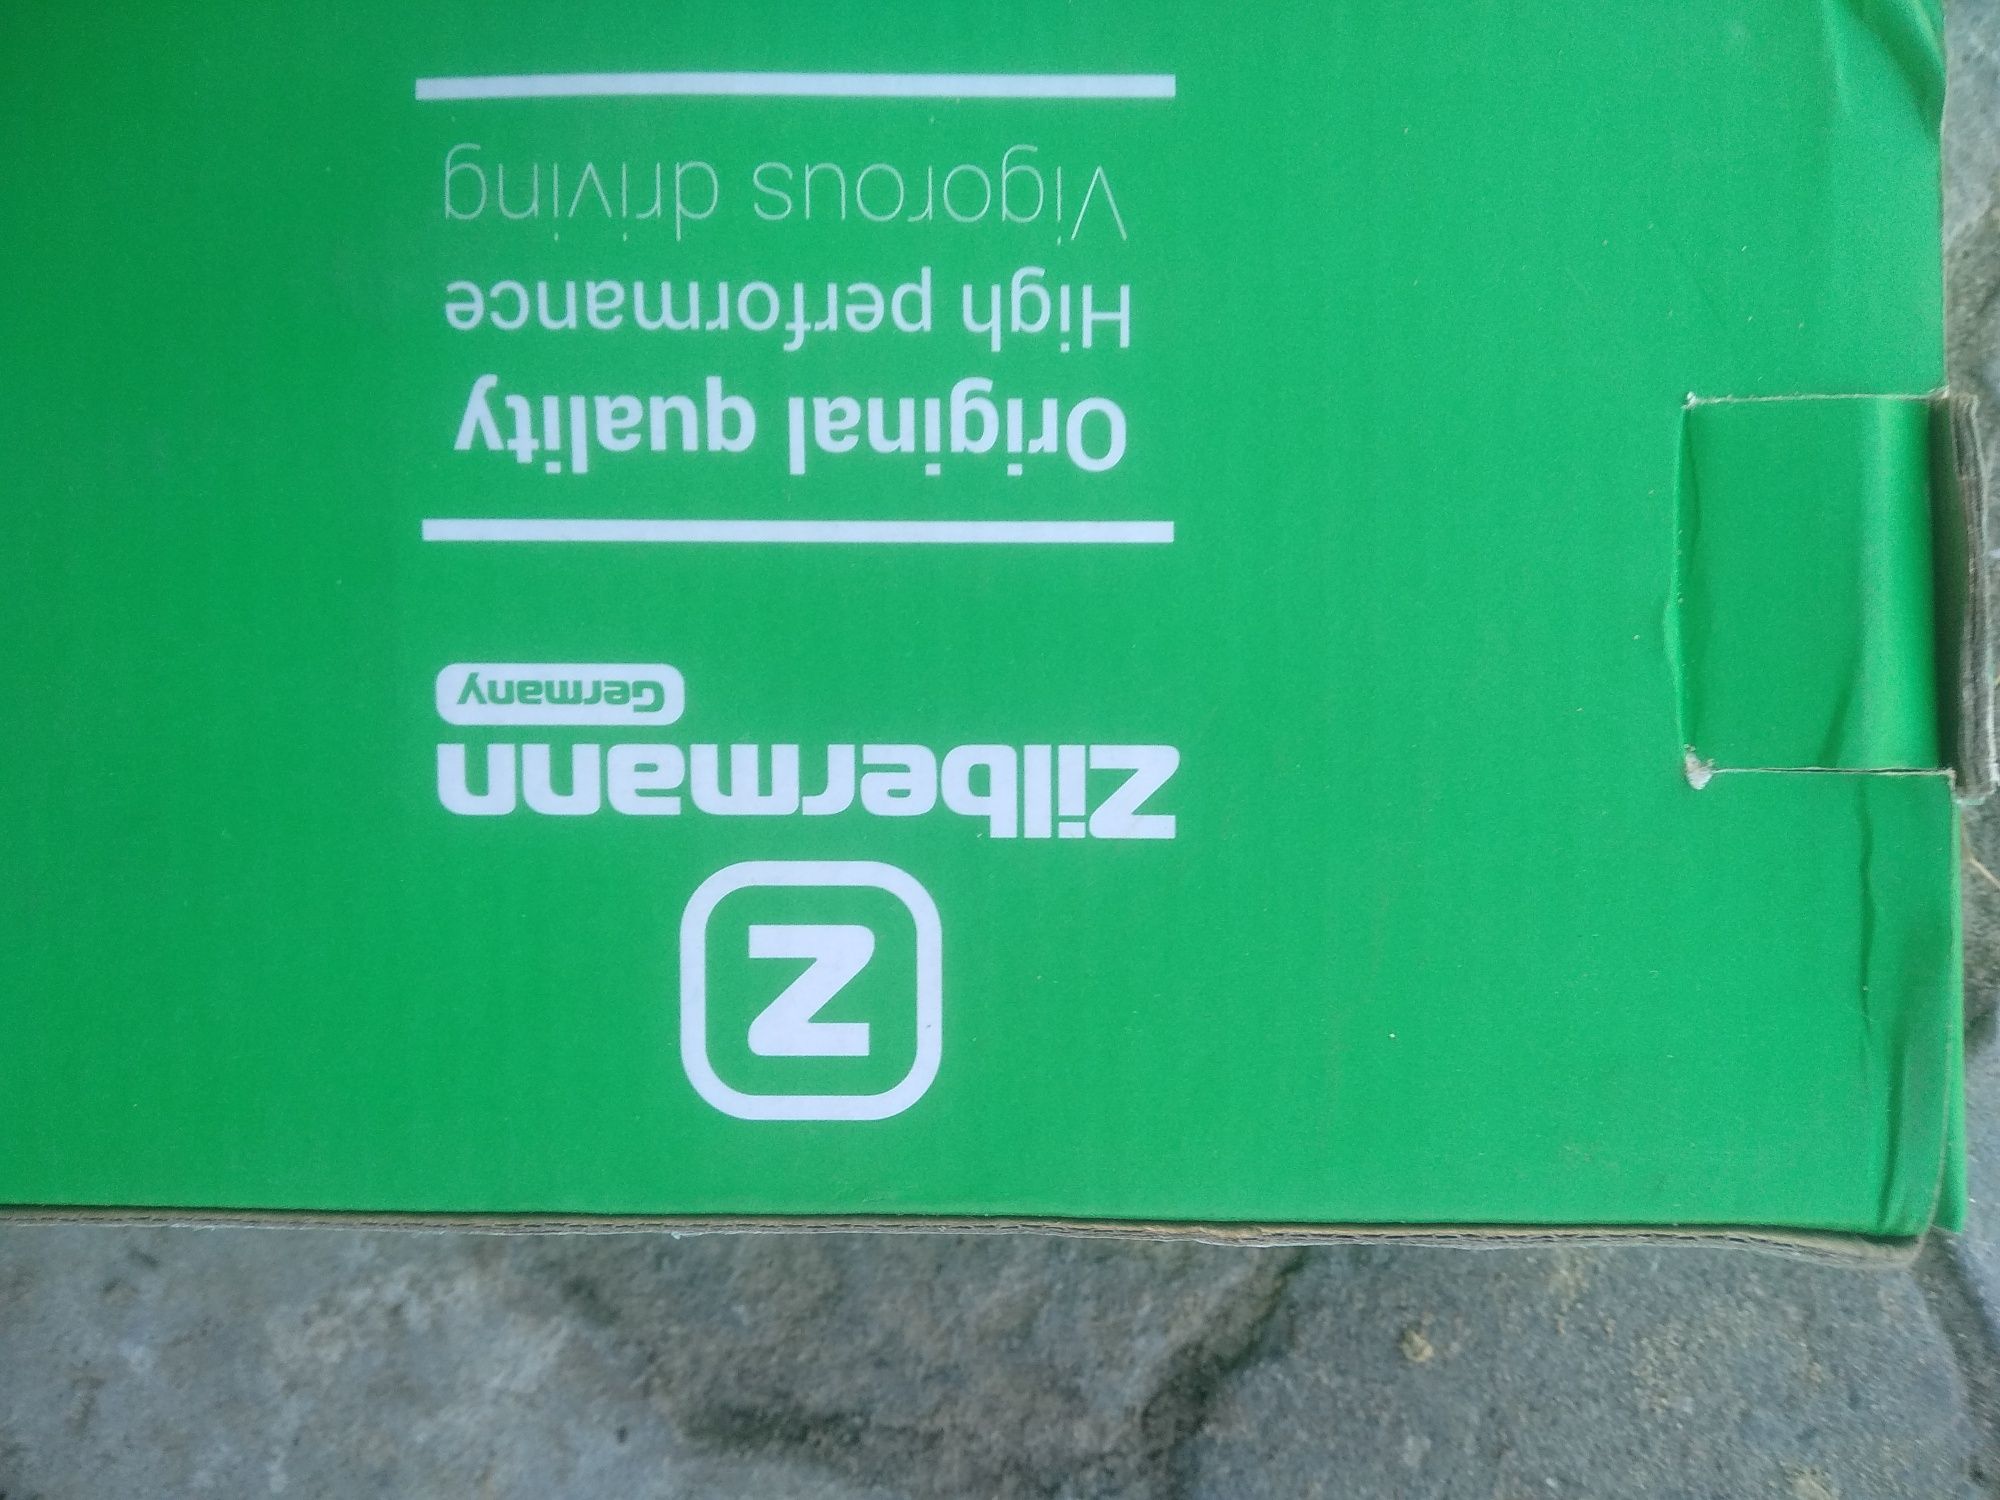 Z
Zilbermann
Germany
Original quality
High performance
Vigorous driving